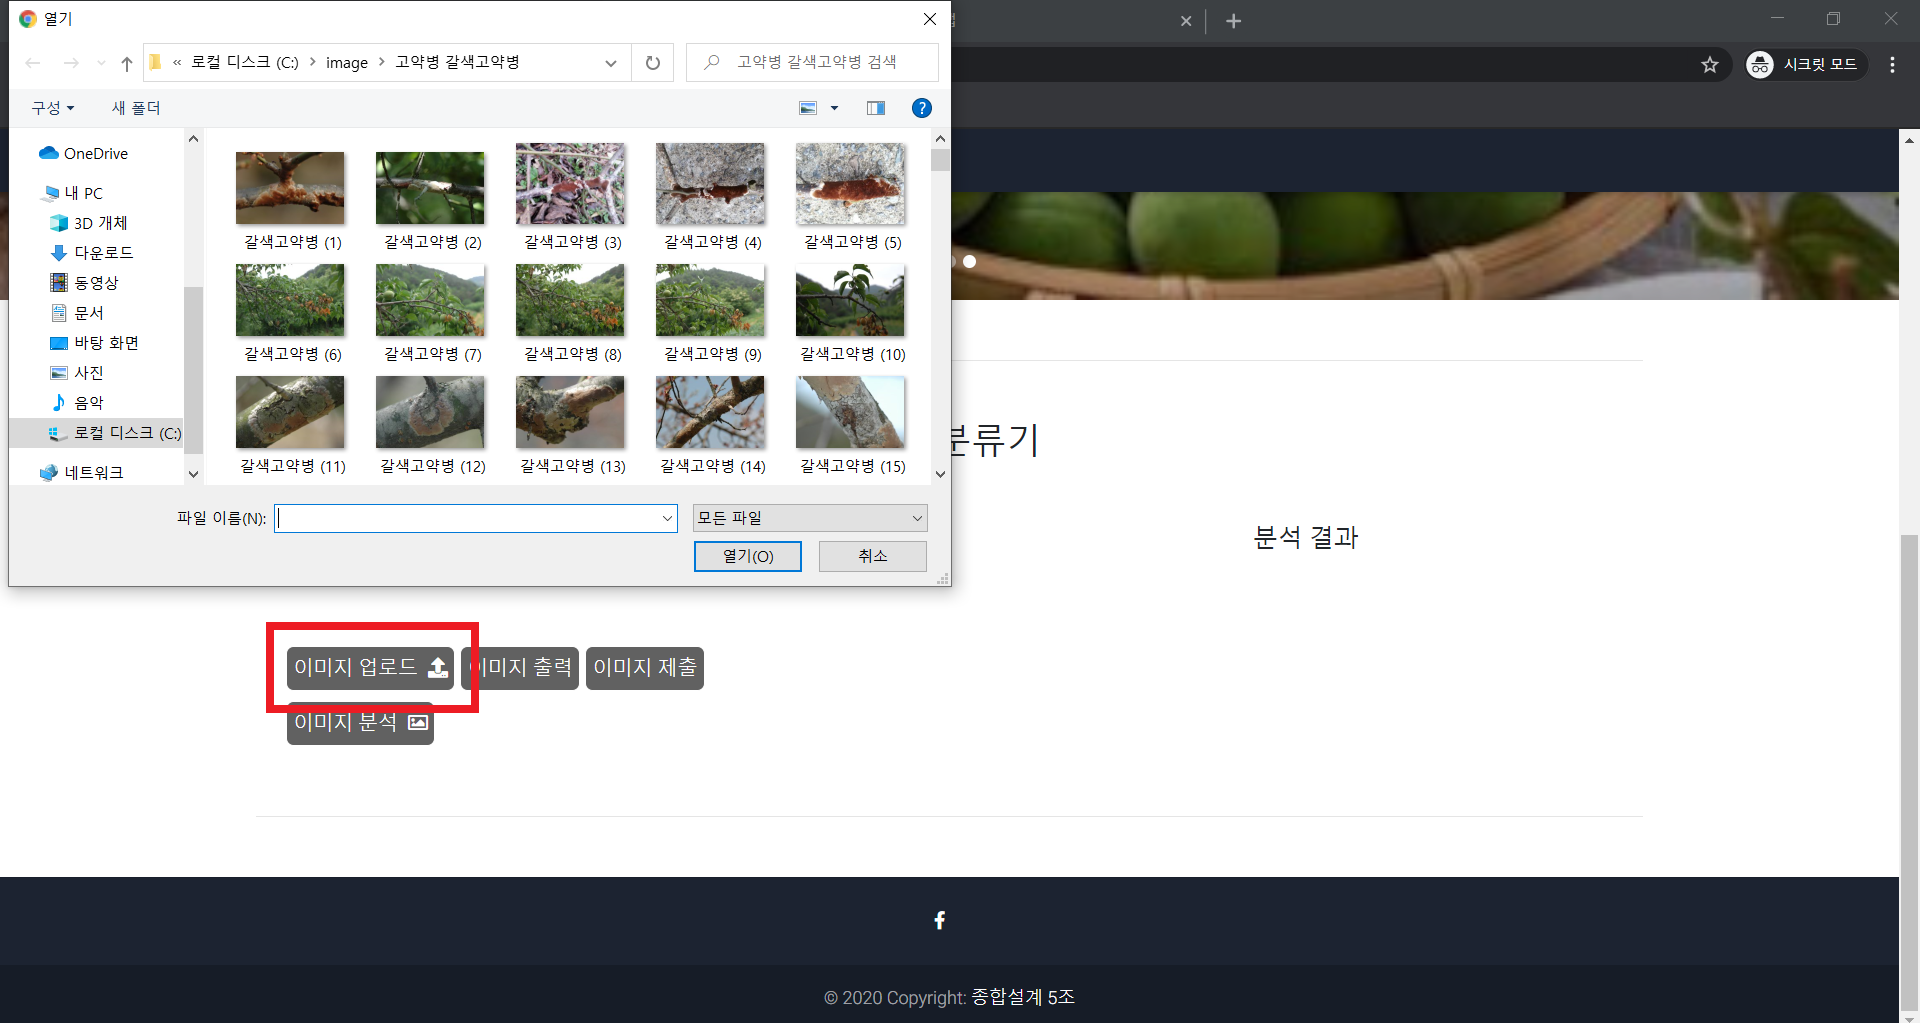 열기
« 로컬 디스크 (C:) > image > 고약병 갈색고약병
고약병 갈색고약병 검색
시크릿 모드
구성
새 폴더
OneDrive
내 PC
3D 개체
다운로드
동영상
문서
바탕 화면
사진
음악
로컬 디스크 (C:)
네트워크
갈색고약병 (1)
갈색고약병 (2)
갈색고약병 (3)
갈색고약병 (4)
갈색고약병 (5)
갈색고약병 (6)
갈색고약병 (7)
갈색고약병 (8)
갈색고약병 (9)
갈색고약병 (10)
갈색고약병 (11)
갈색고약병 (12)
갈색고약병 (13)
갈색고약병 (14)
갈색고약병 (15)
파일 이름(N):
모든 파일
열기(O)
취소
분류기
분석 결과
이미지 업로드
이미지 출력
이미지 제출
이미지 분석
© 2020 Copyright: 종합설계 5조